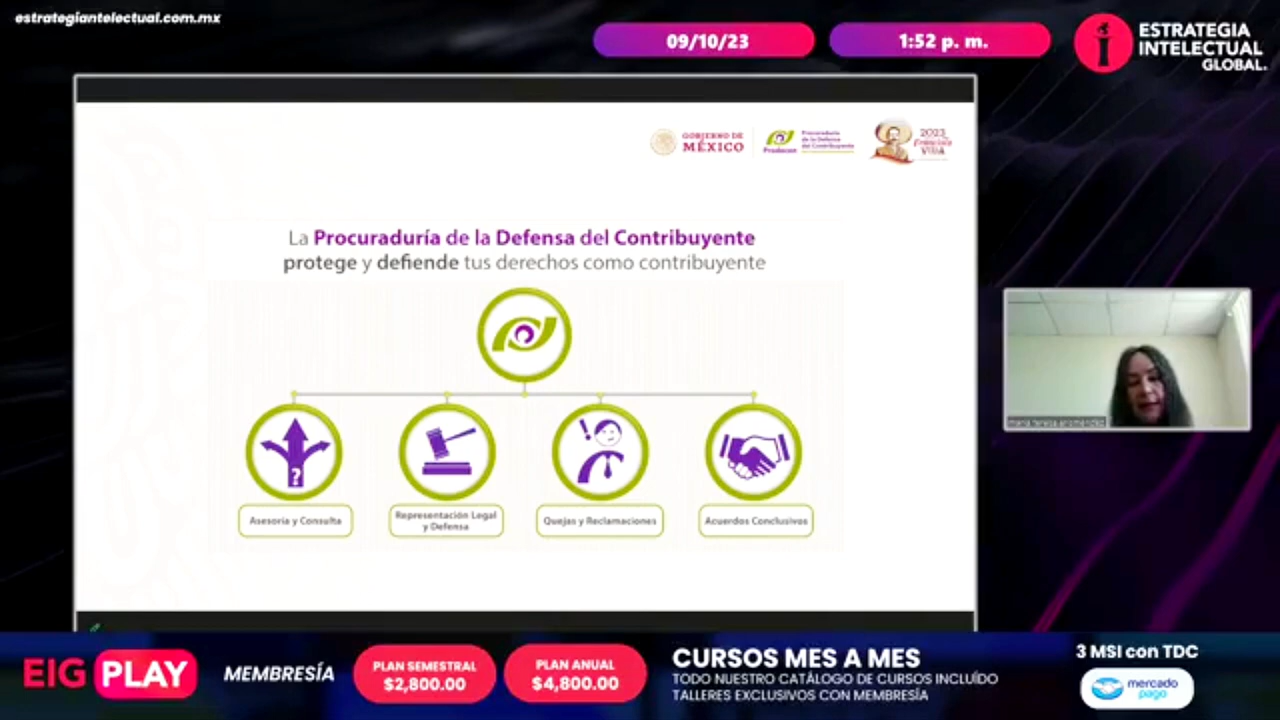 estrategiantelectual.com.mx
09/10/23
1:52 p. m.
ESTRATEGIA
INTELECTUAL
GLOBAL.
GOBIERNO DE
MÉXICO
Prodecon
Procuraduría
de la Defensa
del Contribuyente
2023
Francisco
VILLA
La Procuraduría de la Defensa del Contribuyente
protege y defiende tus derechos como contribuyente
?
!
Asesoría y Consulta
Representación Legal
y Defensa
Quejas y Reclamaciones
Acuerdos Conclusivos
EIG PLAY
MEMBRESÍA
PLAN SEMESTRAL
$2,800.00
PLAN ANUAL
$4,800.00
CURSOS MES A MES
TODO NUESTRO CATÁLOGO DE CURSOS INCLUÍDO
TALLERES EXCLUSIVOS CON MEMBRESÍA
3 MSI con TDC
mercado
pago